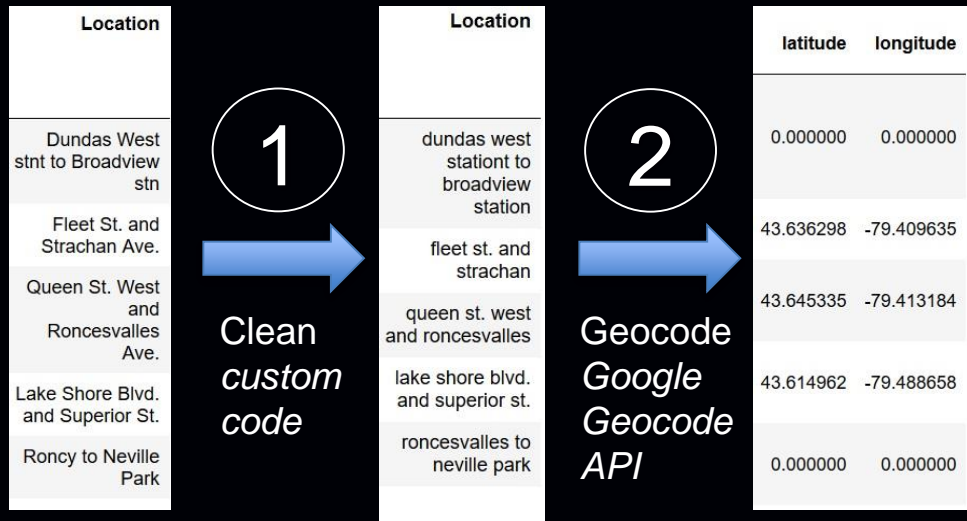 Location
Dundas West
stnt to Broadview
stn
Fleet St. and
Strachan Ave.
Queen St. West
and
Roncesvalles
Ave.
Lake Shore Blvd.
and Superior St.
Roncy to Neville
Park
1
Clean
custom
code
Location
dundas west
stationt to
broadview
station
fleet st. and
strachan
queen st. west
and roncesvalles
lake shore blvd.
and superior st.
roncesvalles to
neville park
2
Geocode
Google
Geocode
API
latitude longitude
0.000000 0.000000
43.636298 -79.409635
43.645335 -79.413184
43.614962 -79.488658
0.000000 0.000000